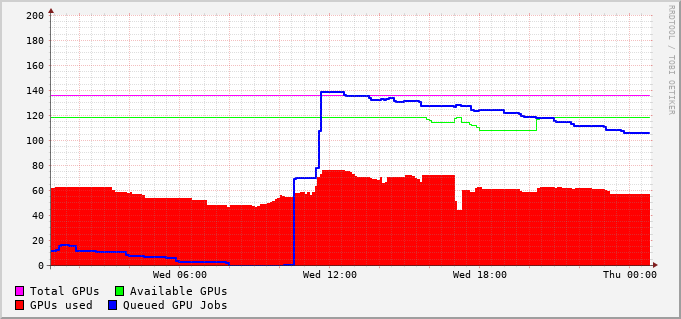 200
180
160
140
120
100
80
60
40
20
0
Wed 06:00 Wed 12:00 Wed 18:00 Thu 00:00
Total GPUs Available GPUs
GPUs used Queued GPU Jobs
RRDTOOL / TOBI OETIKER